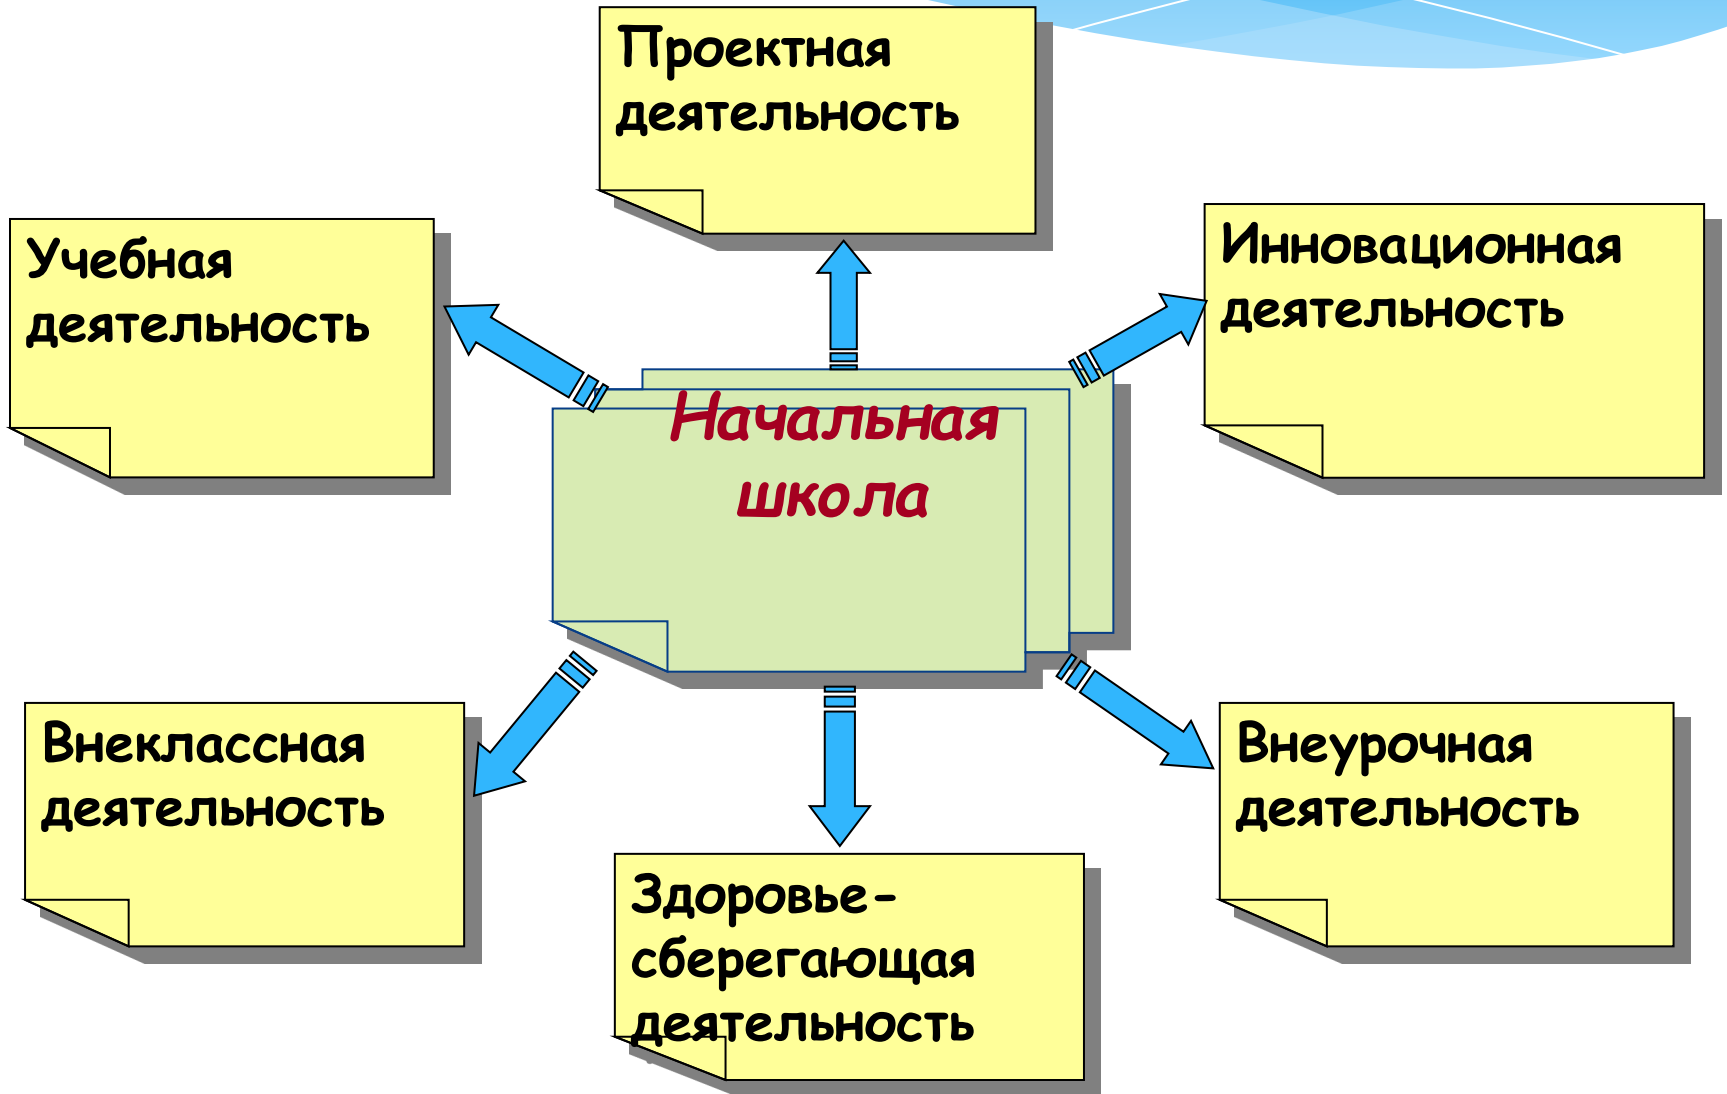 Проектная
деятельность
Учебная
деятельность
Инновационная
деятельность
Начальная
школа
Внеклассная
деятельность
Внеурочная
деятельность
Здоровье-
сберегающая
деятельность